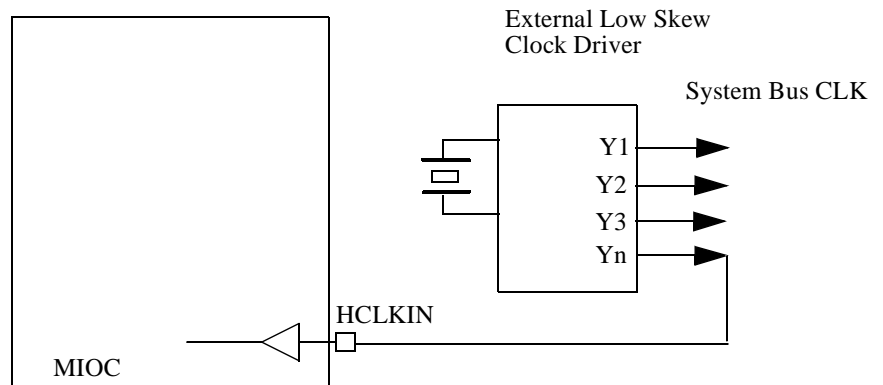 External Low Skew
Clock Driver
System Bus CLK
Y1
Y2
Y3
Yn
HCLKIN
MIOC